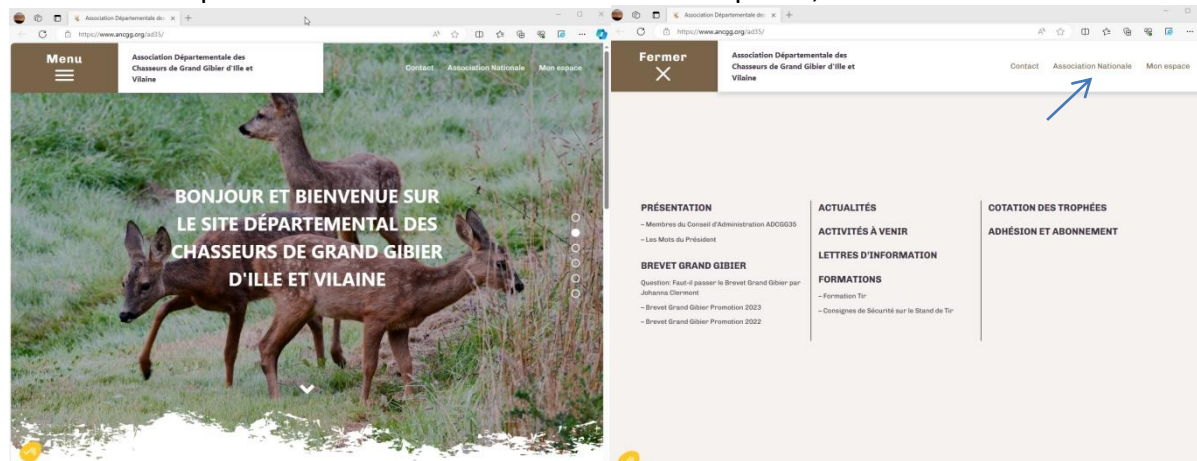 Association Départementale des
https://www.ancgg.org/ad35/
Menu
Association Départementale des
Chasseurs de Grand Gibier d'Ille et
Vilaine
Contact Association Nationale Mon espace
BONJOUR ET BIENVENUE SUR
LE SITE DÉPARTEMENTAL DES
CHASSEURS DE GRAND GIBIER
D'ILLE ET VILAINE
Association Départementale des
https://www.ancgg.org/ad35/
Fermer
Association Départementale des
Chasseurs de Grand Gibier d'Ille et
Vilaine
Contact Association Nationale Mon espace
PRÉSENTATION
– Membres du Conseil d'Administration ADCGG35
– Les Mots du Président
BREVET GRAND GIBIER
Question: Faut-il passer le Brevet Grand Gibier par
Johanna Clermont
– Brevet Grand Gibier Promotion 2023
– Brevet Grand Gibier Promotion 2022
ACTUALITÉS
ACTIVITÉS À VENIR
LETTRES D'INFORMATION
FORMATIONS
– Formation Tir
– Consignes de Sécurité sur le Stand de Tir
COTATION DES TROPHÉES
ADHÉSION ET ABONNEMENT